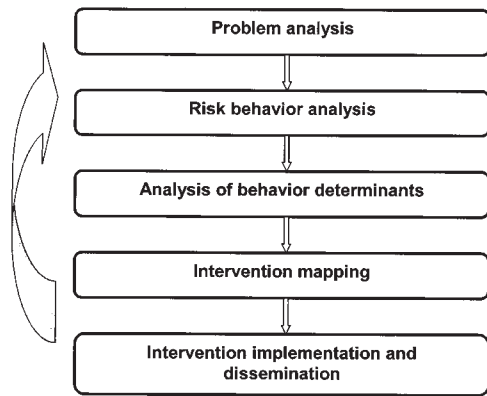 Problem analysis
Risk behavior analysis
Analysis of behavior determinants
Intervention mapping
Intervention implementation and
dissemination